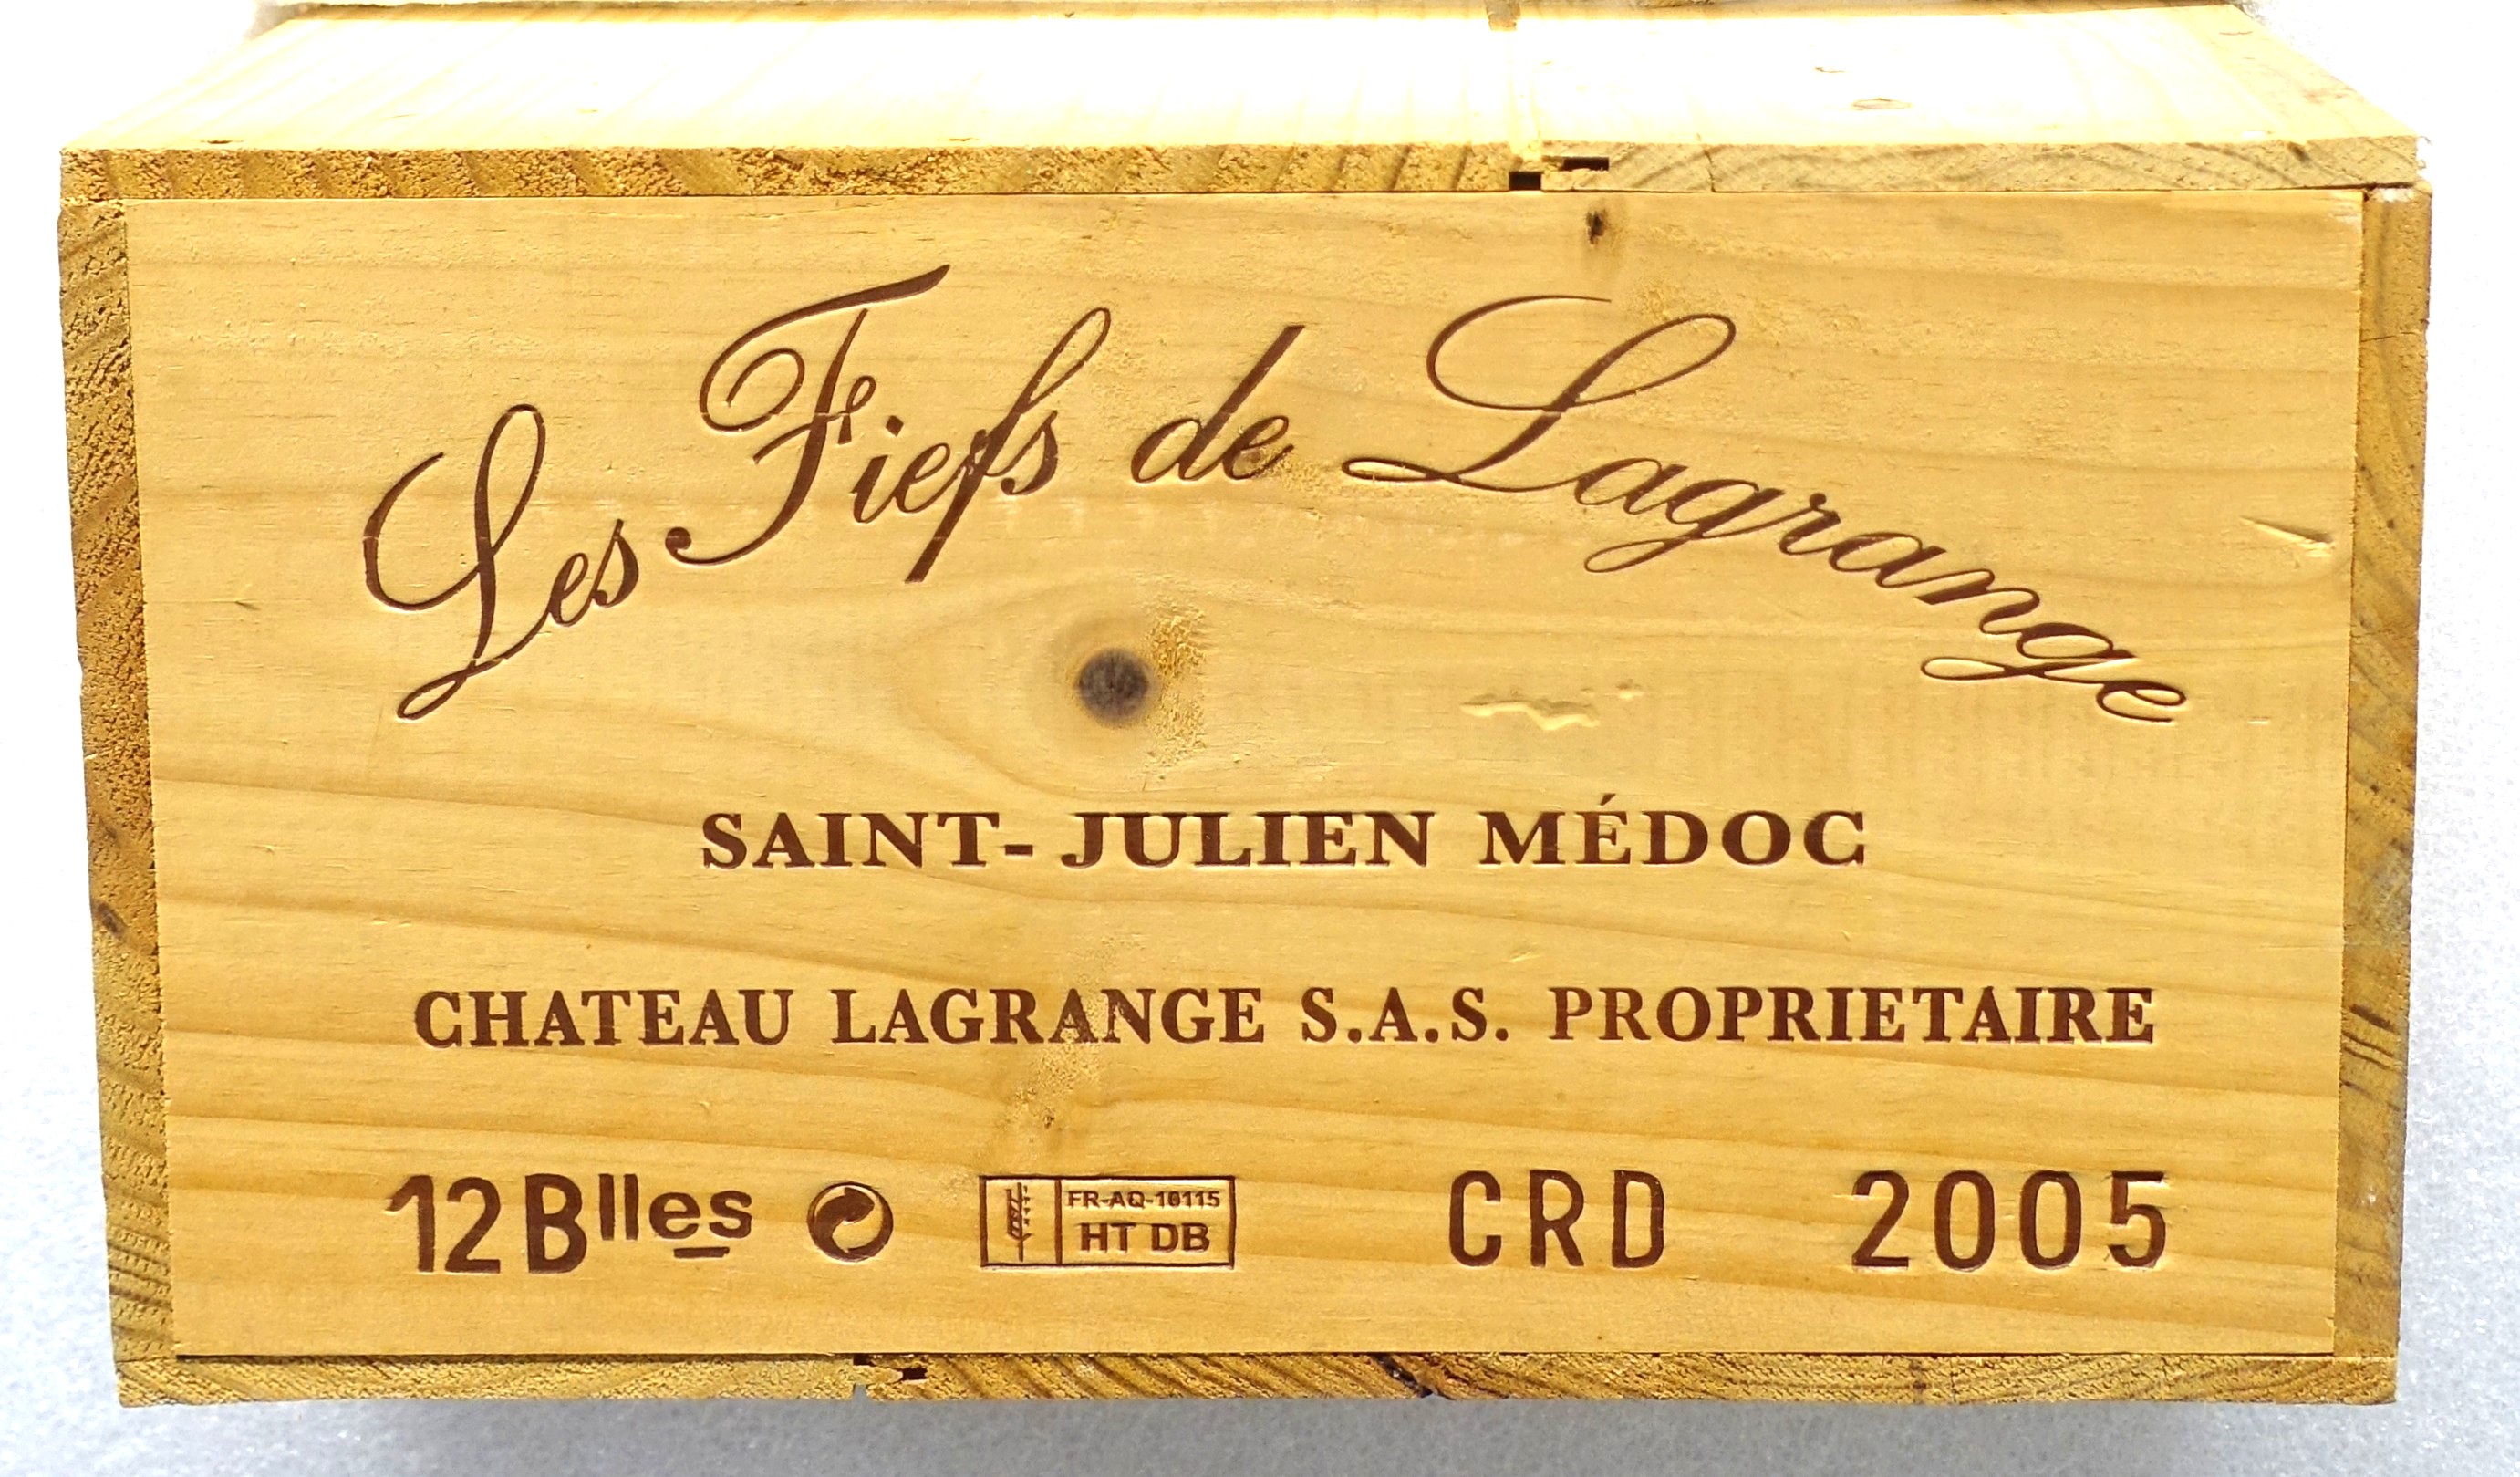 Les Fiefs de Lagrange
SAINT-JULIEN MÉDOC
CHATEAU LAGRANGE S.A.S. PROPRIETAIRE
12 Blles FR-AQ-10115 CRD 2005
HT DB